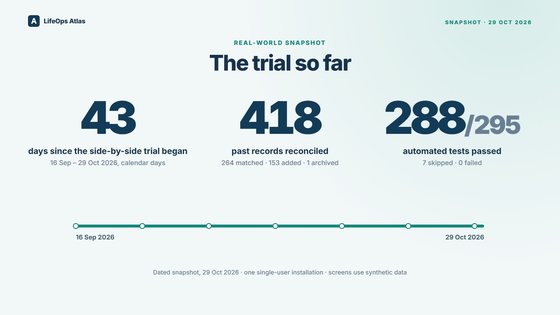 A LifeOps Atlas
SNAPSHOT · 29 OCT 2026
REAL-WORLD SNAPSHOT
The trial so far
43
days since the side-by-side trial began
16 Sep – 29 Oct 2026, calendar days
418
past records reconciled
264 matched · 153 added · 1 archived
288/295
automated tests passed
7 skipped · 0 failed
16 Sep 2026
29 Oct 2026
Dated snapshot, 29 Oct 2026 · one single-user installation · screens use synthetic data